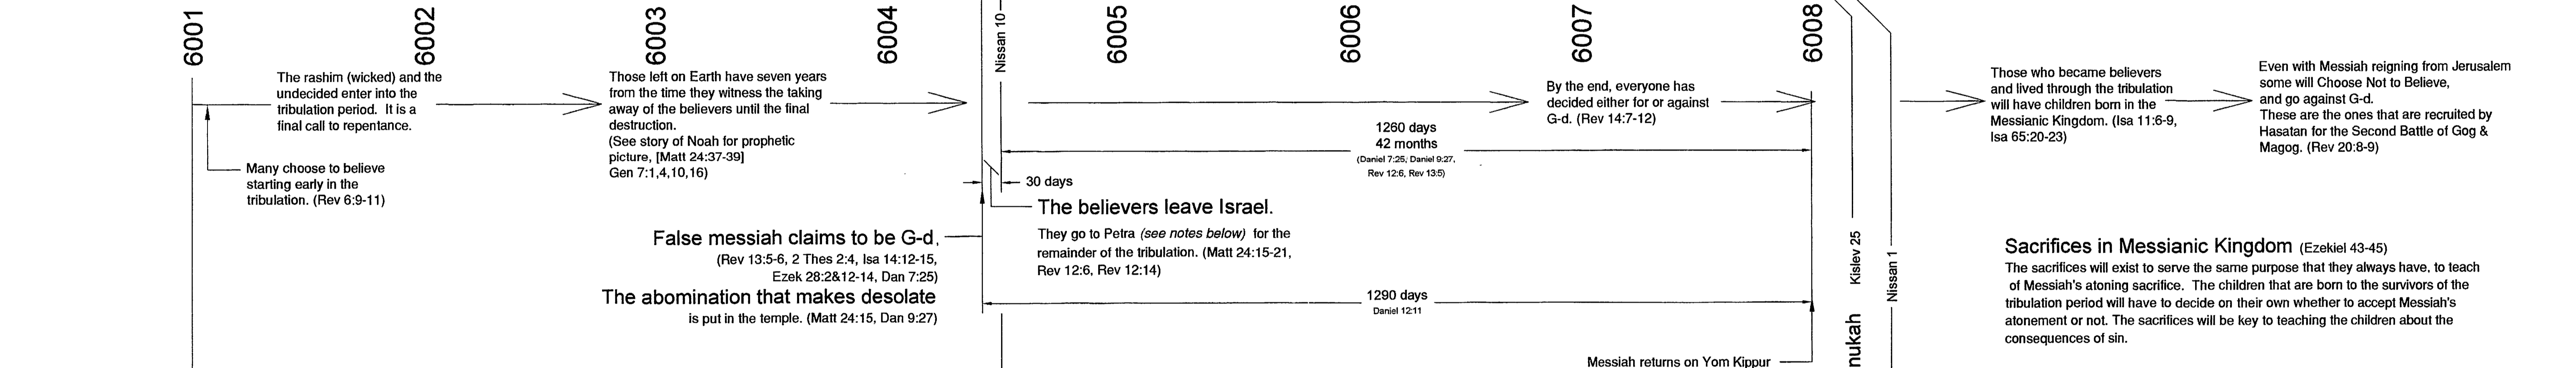 6001
6002
6003
6004
Nissan 10
6005
6006
6007
6008
The rashim (wicked) and the
undecided enter into the
tribulation period. It is a
final call to repentance.
Many choose to believe
starting early in the
tribulation. (Rev 6:9-11)
Those left on Earth have seven years
from the time they witness the taking
away of the believers until the final
destruction.
(See story of Noah for prophetic
picture, [Matt 24:37-39]
Gen 7:1,4,10,16)
By the end, everyone has
decided either for or against
G-d. (Rev 14:7-12)
1260 days
42 months
(Daniel 7:25, Daniel 9:27,
Rev 12:6, Rev 13:5)
30 days
The believers leave Israel.
They go to Petra (see notes below) for the
remainder of the tribulation. (Matt 24:15-21,
Rev 12:6, Rev 12:14)
False messiah claims to be G-d,
(Rev 13:5-6, 2 Thes 2:4, Isa 14:12-15,
Ezek 28:2&12-14, Dan 7:25)
The abomination that makes desolate
is put in the temple. (Matt 24:15, Dan 9:27)
1290 days
Daniel 12:11
Messiah returns on Yom Kippur
nukah Kislev 25
Nissan 1
Those who became believers
and lived through the tribulation
will have children born in the
Messianic Kingdom. (Isa 11:6-9,
Isa 65:20-23)
Even with Messiah reigning from Jerusalem
some will Choose Not to Believe,
and go against G-d.
These are the ones that are recruited by
Hasatan for the Second Battle of Gog &
Magog. (Rev 20:8-9)
Sacrifices in Messianic Kingdom (Ezekiel 43-45)
The sacrifices will exist to serve the same purpose that they always have, to teach
of Messiah's atoning sacrifice. The children that are born to the survivors of the
tribulation period will have to decide on their own whether to accept Messiah's
atonement or not. The sacrifices will be key to teaching the children about the
consequences of sin.